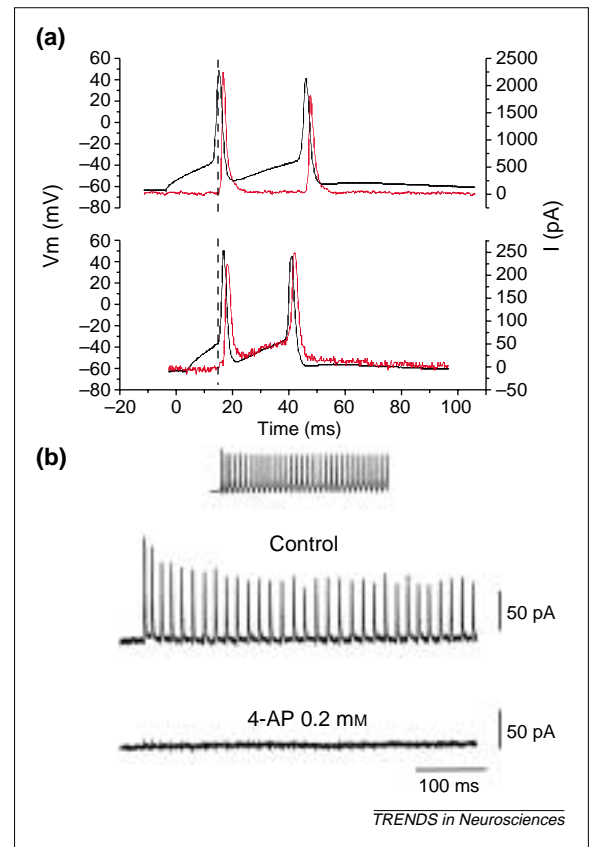 (a)
60
40
20
0
–20
–40
–60
–80
Vm (mV)
2500
2000
1500
1000
500
0
I (pA)
60
40
20
0
–20
–40
–60
–80
250
200
150
100
50
0
–50
–20 0 20 40 60 80 100
Time (ms)
(b)
Control
50 pA
4-AP 0.2 mM
50 pA
100 ms
TRENDS in Neurosciences